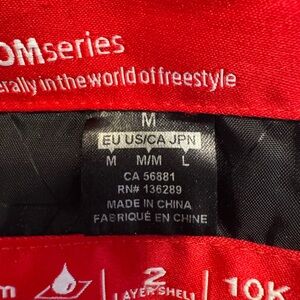 OMseries
erally in the world of freestyle
M
EU US/CA JPN
M M/M L
CA 56881
RN# 136289
MADE IN CHINA
FABRIQUÉ EN CHINE
m 2 10K
LAYER SHELL